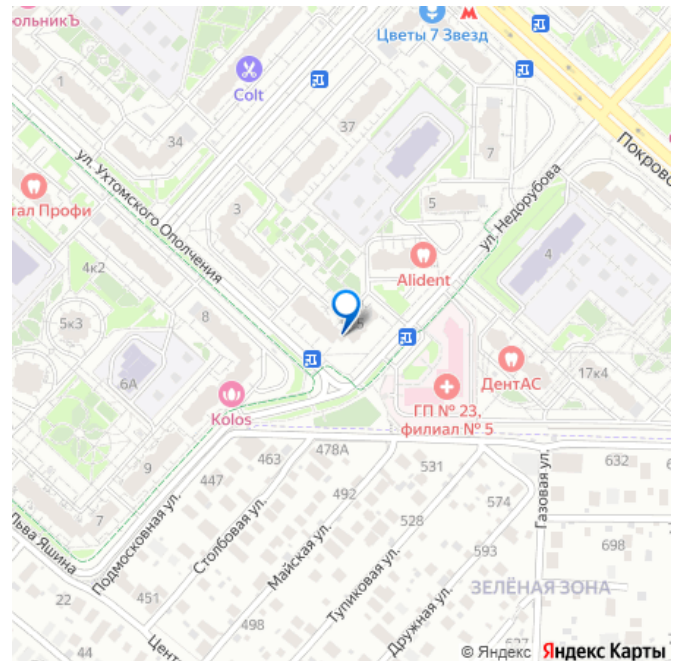 рольникЪ
Цветы 7 Звезд
М
Colt
1
37
34
7
Покровс
ул. Ухтомского Ополчения
тал Профи
5
ул. Недорубова
3
4
Alident
4к2
5к3
8
6А
ДентАС
17к4
Kolos
ГП № 23,
филиал № 5
478А
463
447
9
531
632
492
574
7
Подмосковная ул.
Столбовая ул.
Майская ул.
528
Газовая ул.
Льва Яшина
593
698
Тупиковая ул.
ЗЕЛЁНАЯ ЗОНА
22
451
498
Дружная ул.
44
Цент
© Яндекс Яндекс Карты